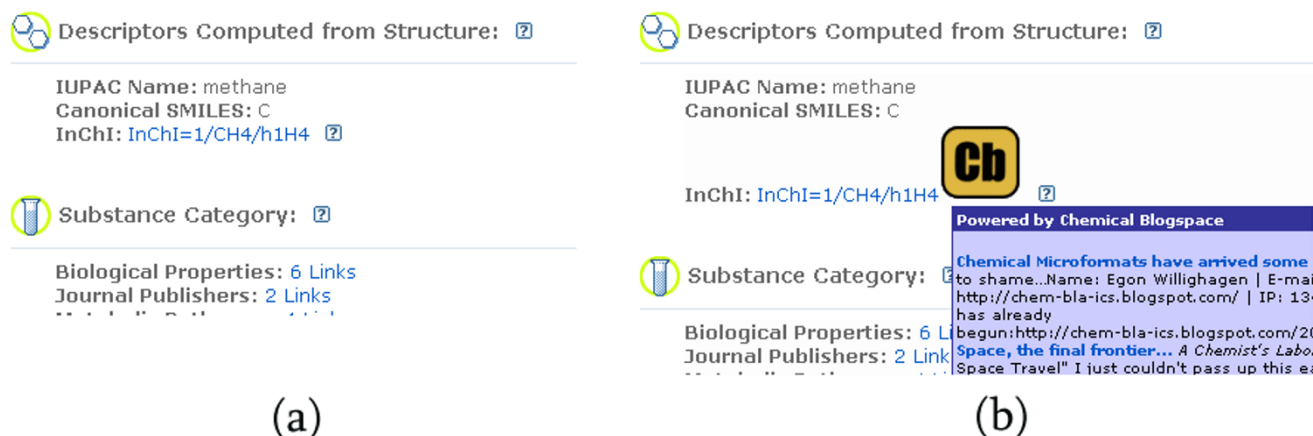 Descriptors Computed from Structure: ?
IUPAC Name: methane
Canonical SMILES: C
InChI: InChI=1/CH4/h1H4 ?
Substance Category: ?
Biological Properties: 6 Links
Journal Publishers: 2 Links
(a)
Descriptors Computed from Structure: ?
IUPAC Name: methane
Canonical SMILES: C
Cb
InChI: InChI=1/CH4/h1H4 ?
Powered by Chemical Blogspace
Chemical Microformats have arrived some
to shame...Name: Egon Willighagen | E-mai
http://chem-bla-ics.blogspot.com/ | IP: 13
has already
begun:http://chem-bla-ics.blogspot.com/20
Space, the final frontier... A Chemist's Labo
Space Travel" I just couldn't pass up this ea
Substance Category:
Biological Properties: 6 Li
Journal Publishers: 2 Link
(b)